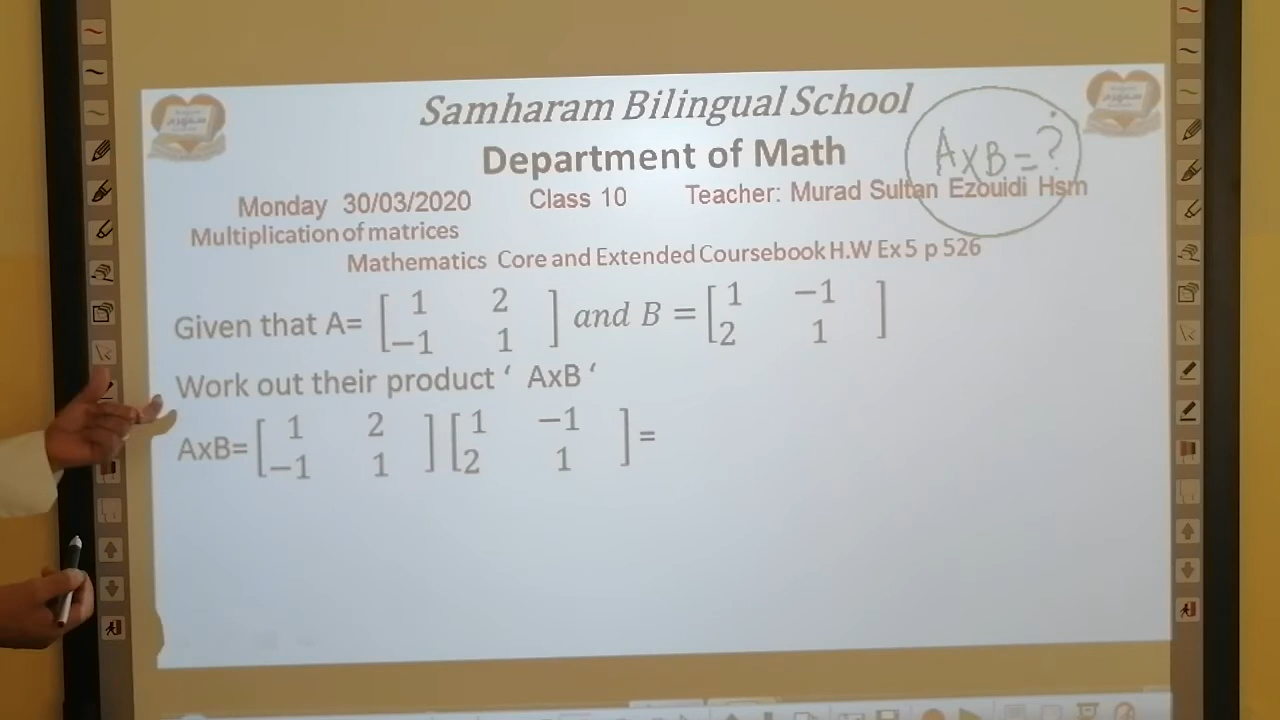 Samharam Bilingual School
Department of Math
AxB=?
Monday 30/03/2020 Class 10 Teacher: Murad Sultan Ezouidi Hsm
Multiplication of matrices
Mathematics Core and Extended Coursebook H.W Ex 5 p 526
Given that A= [1 2
−1 1] and B = [1 −1
2 1]
Work out their product ‘ AxB ‘
AxB= [1 2
−1 1] [1 −1
2 1] =